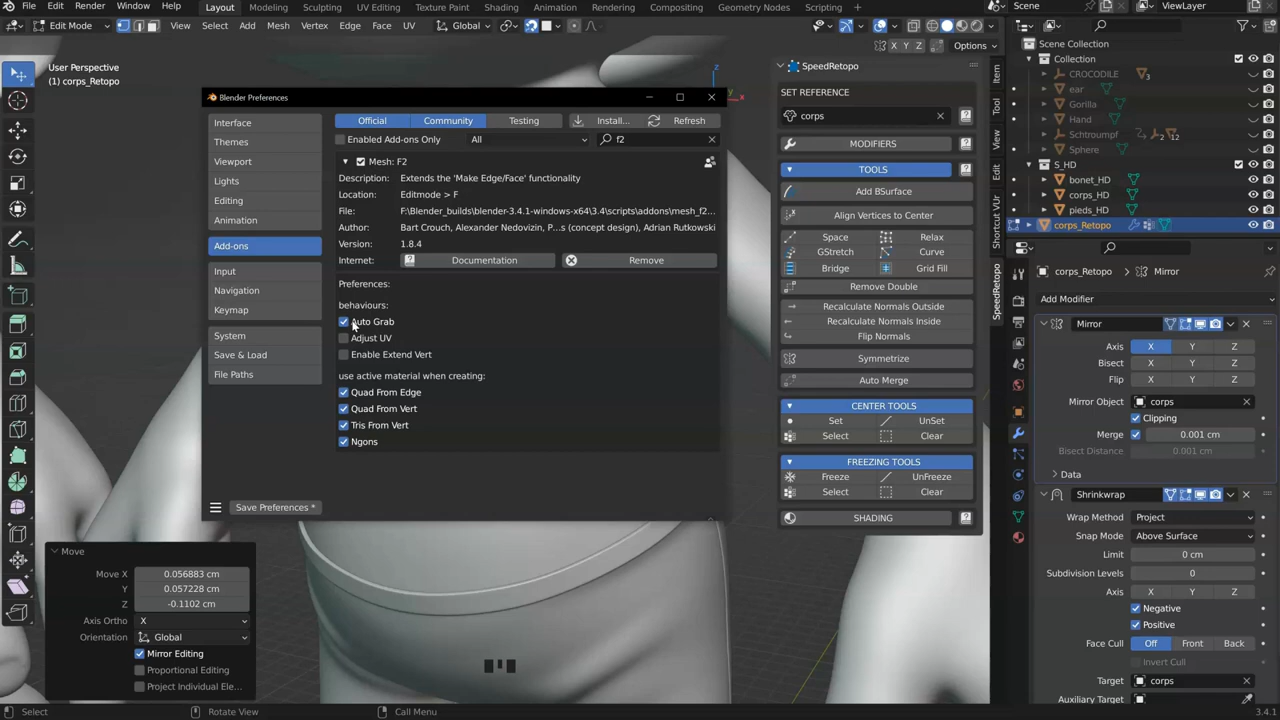 File Edit Render Window Help Layout Modeling Sculpting UV Editing Texture Paint Shading Animation Rendering Compositing Geometry Nodes Scripting Scene ViewLayer
Edit Mode View Select Add Mesh Vertex Edge Face UV Global
X Y Z Options
User Perspective
(1) corps_Retopo
z
y
x
Blender Preferences
Interface
Themes
Viewport
Lights
Editing
Animation
Add-ons
Input
Navigation
Keymap
System
Save & Load
File Paths
Save Preferences *
Official Community Testing Install... Refresh
Enabled Add-ons Only All f2
Mesh: F2
Description: Extends the 'Make Edge/Face' functionality
Location: Editmode > F
File: F:\Blender_builds\blender-3.4.1-windows-x64\3.4\scripts\addons\mesh_f2...
Author: Bart Crouch, Alexander Nedovizin, P...s (concept design), Adrian Rutkowski
Version: 1.8.4
Internet: Documentation Remove
Preferences:
behaviours:
Auto Grab
Adjust UV
Enable Extend Vert
use active material when creating:
Quad From Edge
Quad From Vert
Tris From Vert
Ngons
Move
Move X 0.056883 cm
Y 0.057228 cm
Z -0.1102 cm
Axis Ortho X
Orientation Global
Mirror Editing
Proportional Editing
Project Individual Ele...
SpeedRetopo
SET REFERENCE
corps
MODIFIERS
TOOLS
Add BSurface
Align Vertices to Center
Space Relax
GStretch Curve
Bridge Grid Fill
Remove Double
Recalculate Normals Outside
Recalculate Normals Inside
Flip Normals
Symmetrize
Auto Merge
CENTER TOOLS
Set UnSet
Select Clear
FREEZING TOOLS
Freeze UnFreeze
Select Clear
SHADING
Item
Tool
View
Shortcut VUr
SpeedRetopo
Scene Collection
Collection
CROCODILE 3
ear
Gorilla
Hand
Schtroumpf 2 12
Sphere
S_HD
bonet_HD
corps_HD
pieds_HD
corps_Retopo
corps_Retopo > Mirror
Add Modifier
Mirror
Axis X Y Z
Bisect X Y Z
Flip X Y Z
Mirror Object corps
Clipping
Merge 0.001 cm
Bisect Distance 0.001 cm
Data
Shrinkwrap
Wrap Method Project
Snap Mode Above Surface
Limit 0 cm
Subdivision Levels 0
Axis X Y Z
Negative
Positive
Face Cull Off Front Back
Invert Cull
Target corps
Auxiliary Target
Select Rotate View Call Menu 3.4.1